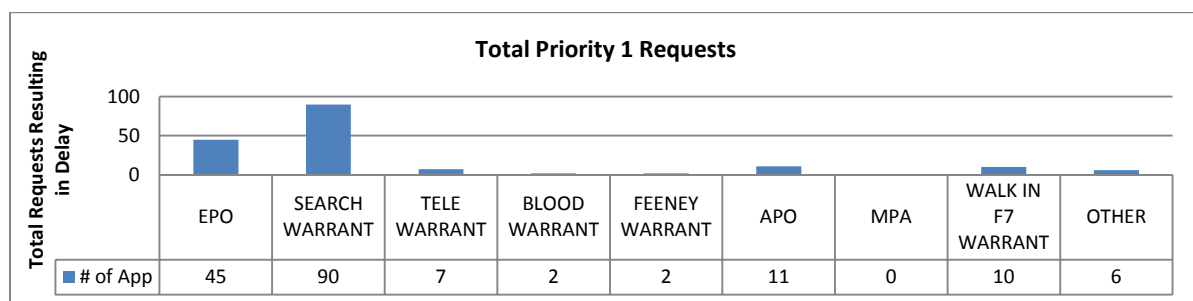 Total Priority 1 Requests
Total Requests Resulting
in Delay
100
50
0
EPO
SEARCH
WARRANT
TELE
WARRANT
BLOOD
WARRANT
FEENEY
WARRANT
APO
MPA
WALK IN
F7
WARRANT
OTHER
# of App 45 90 7 2 2 11 0 10 6